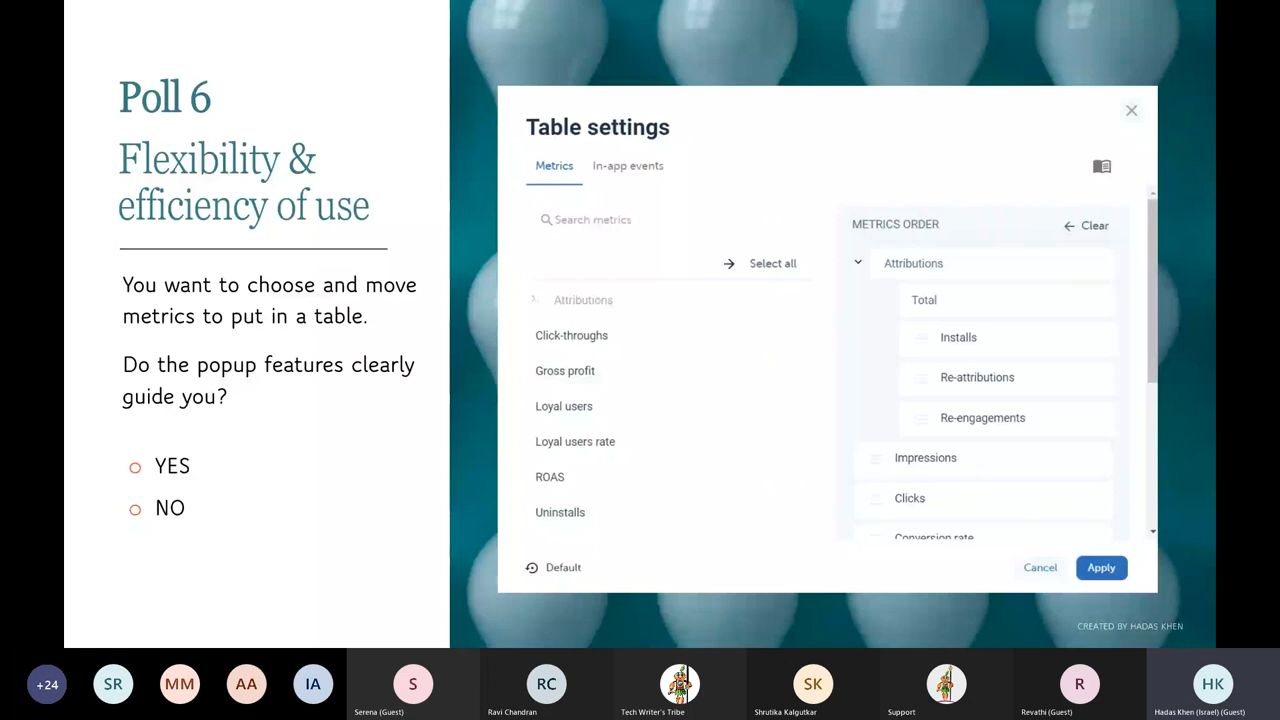 Poll 6
Flexibility &
efficiency of use
You want to choose and move
metrics to put in a table.
Do the popup features clearly
guide you?
YES
NO
Table settings
Metrics
In-app events
Search metrics
Select all
Attributions
Click-throughs
Gross profit
Loyal users
Loyal users rate
ROAS
Uninstalls
Default
METRICS ORDER
Clear
Attributions
Total
Installs
Re-attributions
Re-engagements
Impressions
Clicks
Conversion rate
Cancel
Apply
CREATED BY HADAS KHEN
+24
SR
MM
AA
IA
S
Serena (Guest)
RC
Ravi Chandran
Tech Writer's Tribe
SK
Shrutika Kalgutkar
Support
R
Revathi (Guest)
HK
Hadas Khen (Israel) (Guest)